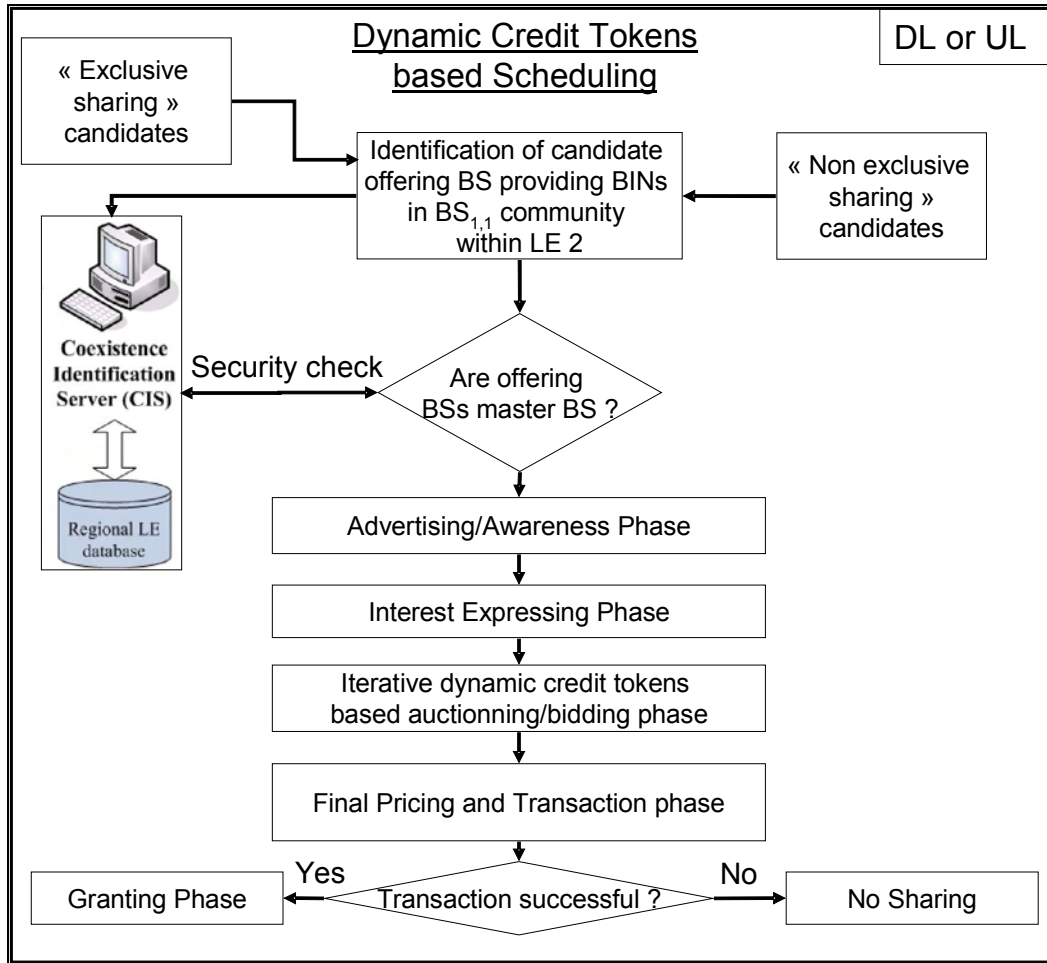 Dynamic Credit Tokens
based Scheduling
DL or UL
« Exclusive
sharing »
candidates
Identification of candidate
offering BS providing BINs
in BS1,1 community
within LE 2
« Non exclusive
sharing »
candidates
Coexistence
Identification
Server (CIS)
Security check
Are offering
BSs master BS ?
Regional LE
database
Advertising/Awareness Phase
Interest Expressing Phase
Iterative dynamic credit tokens
based auctionning/bidding phase
Final Pricing and Transaction phase
Yes
No
Granting Phase
Transaction successful ?
No Sharing